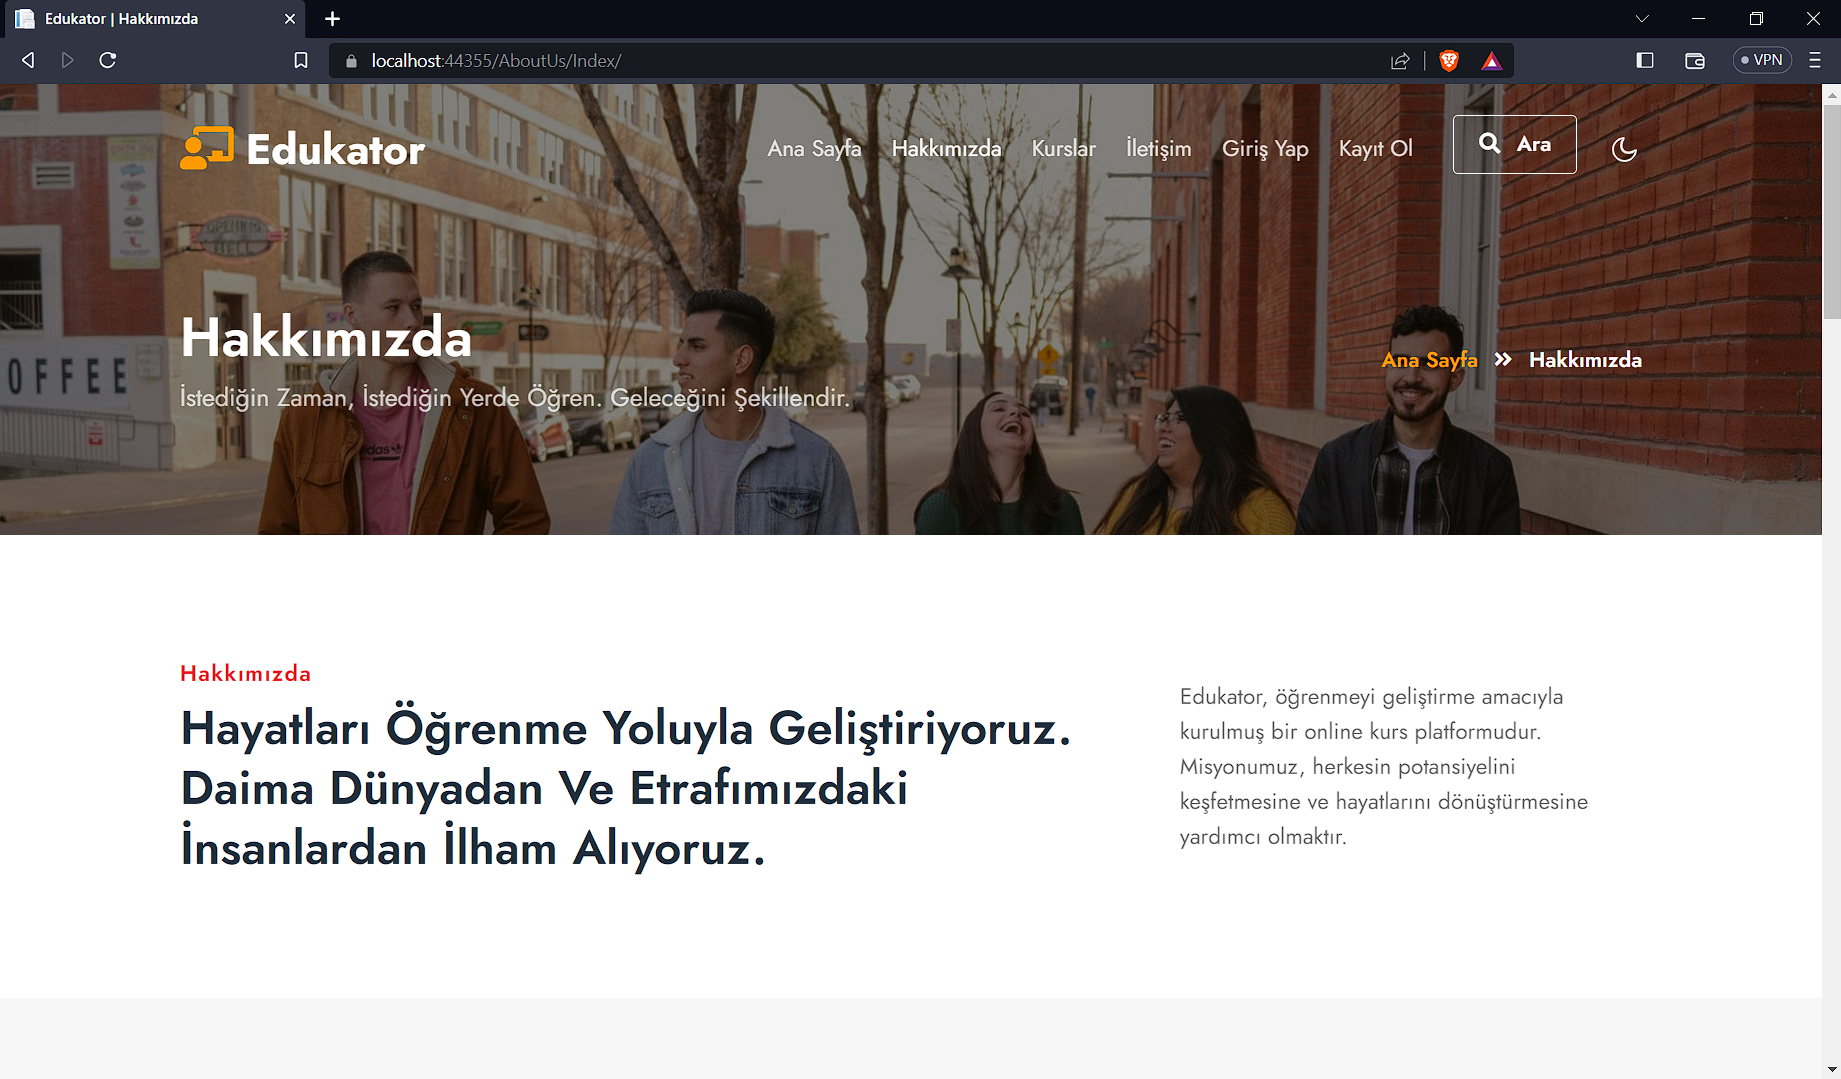 Edukator | Hakkımızda
localhost:44355/AboutUs/Index/
VPN
Edukator
Ana Sayfa
Hakkımızda
Kurslar
İletişim
Giriş Yap
Kayıt Ol
Ara
OFFEE
adidas
Hakkımızda
İstediğin Zaman, İstediğin Yerde Öğren. Geleceğini Şekillendir.
Ana Sayfa
Hakkımızda
Hakkımızda
Hayatları Öğrenme Yoluyla Geliştiriyoruz.
Daima Dünyadan Ve Etrafımızdaki
İnsanlardan İlham Alıyoruz.
Edukator, öğrenmeyi geliştirme amacıyla
kurulmuş bir online kurs platformudur.
Misyonumuz, herkesin potansiyelini
keşfetmesine ve hayatlarını dönüştürmesine
yardımcı olmaktır.